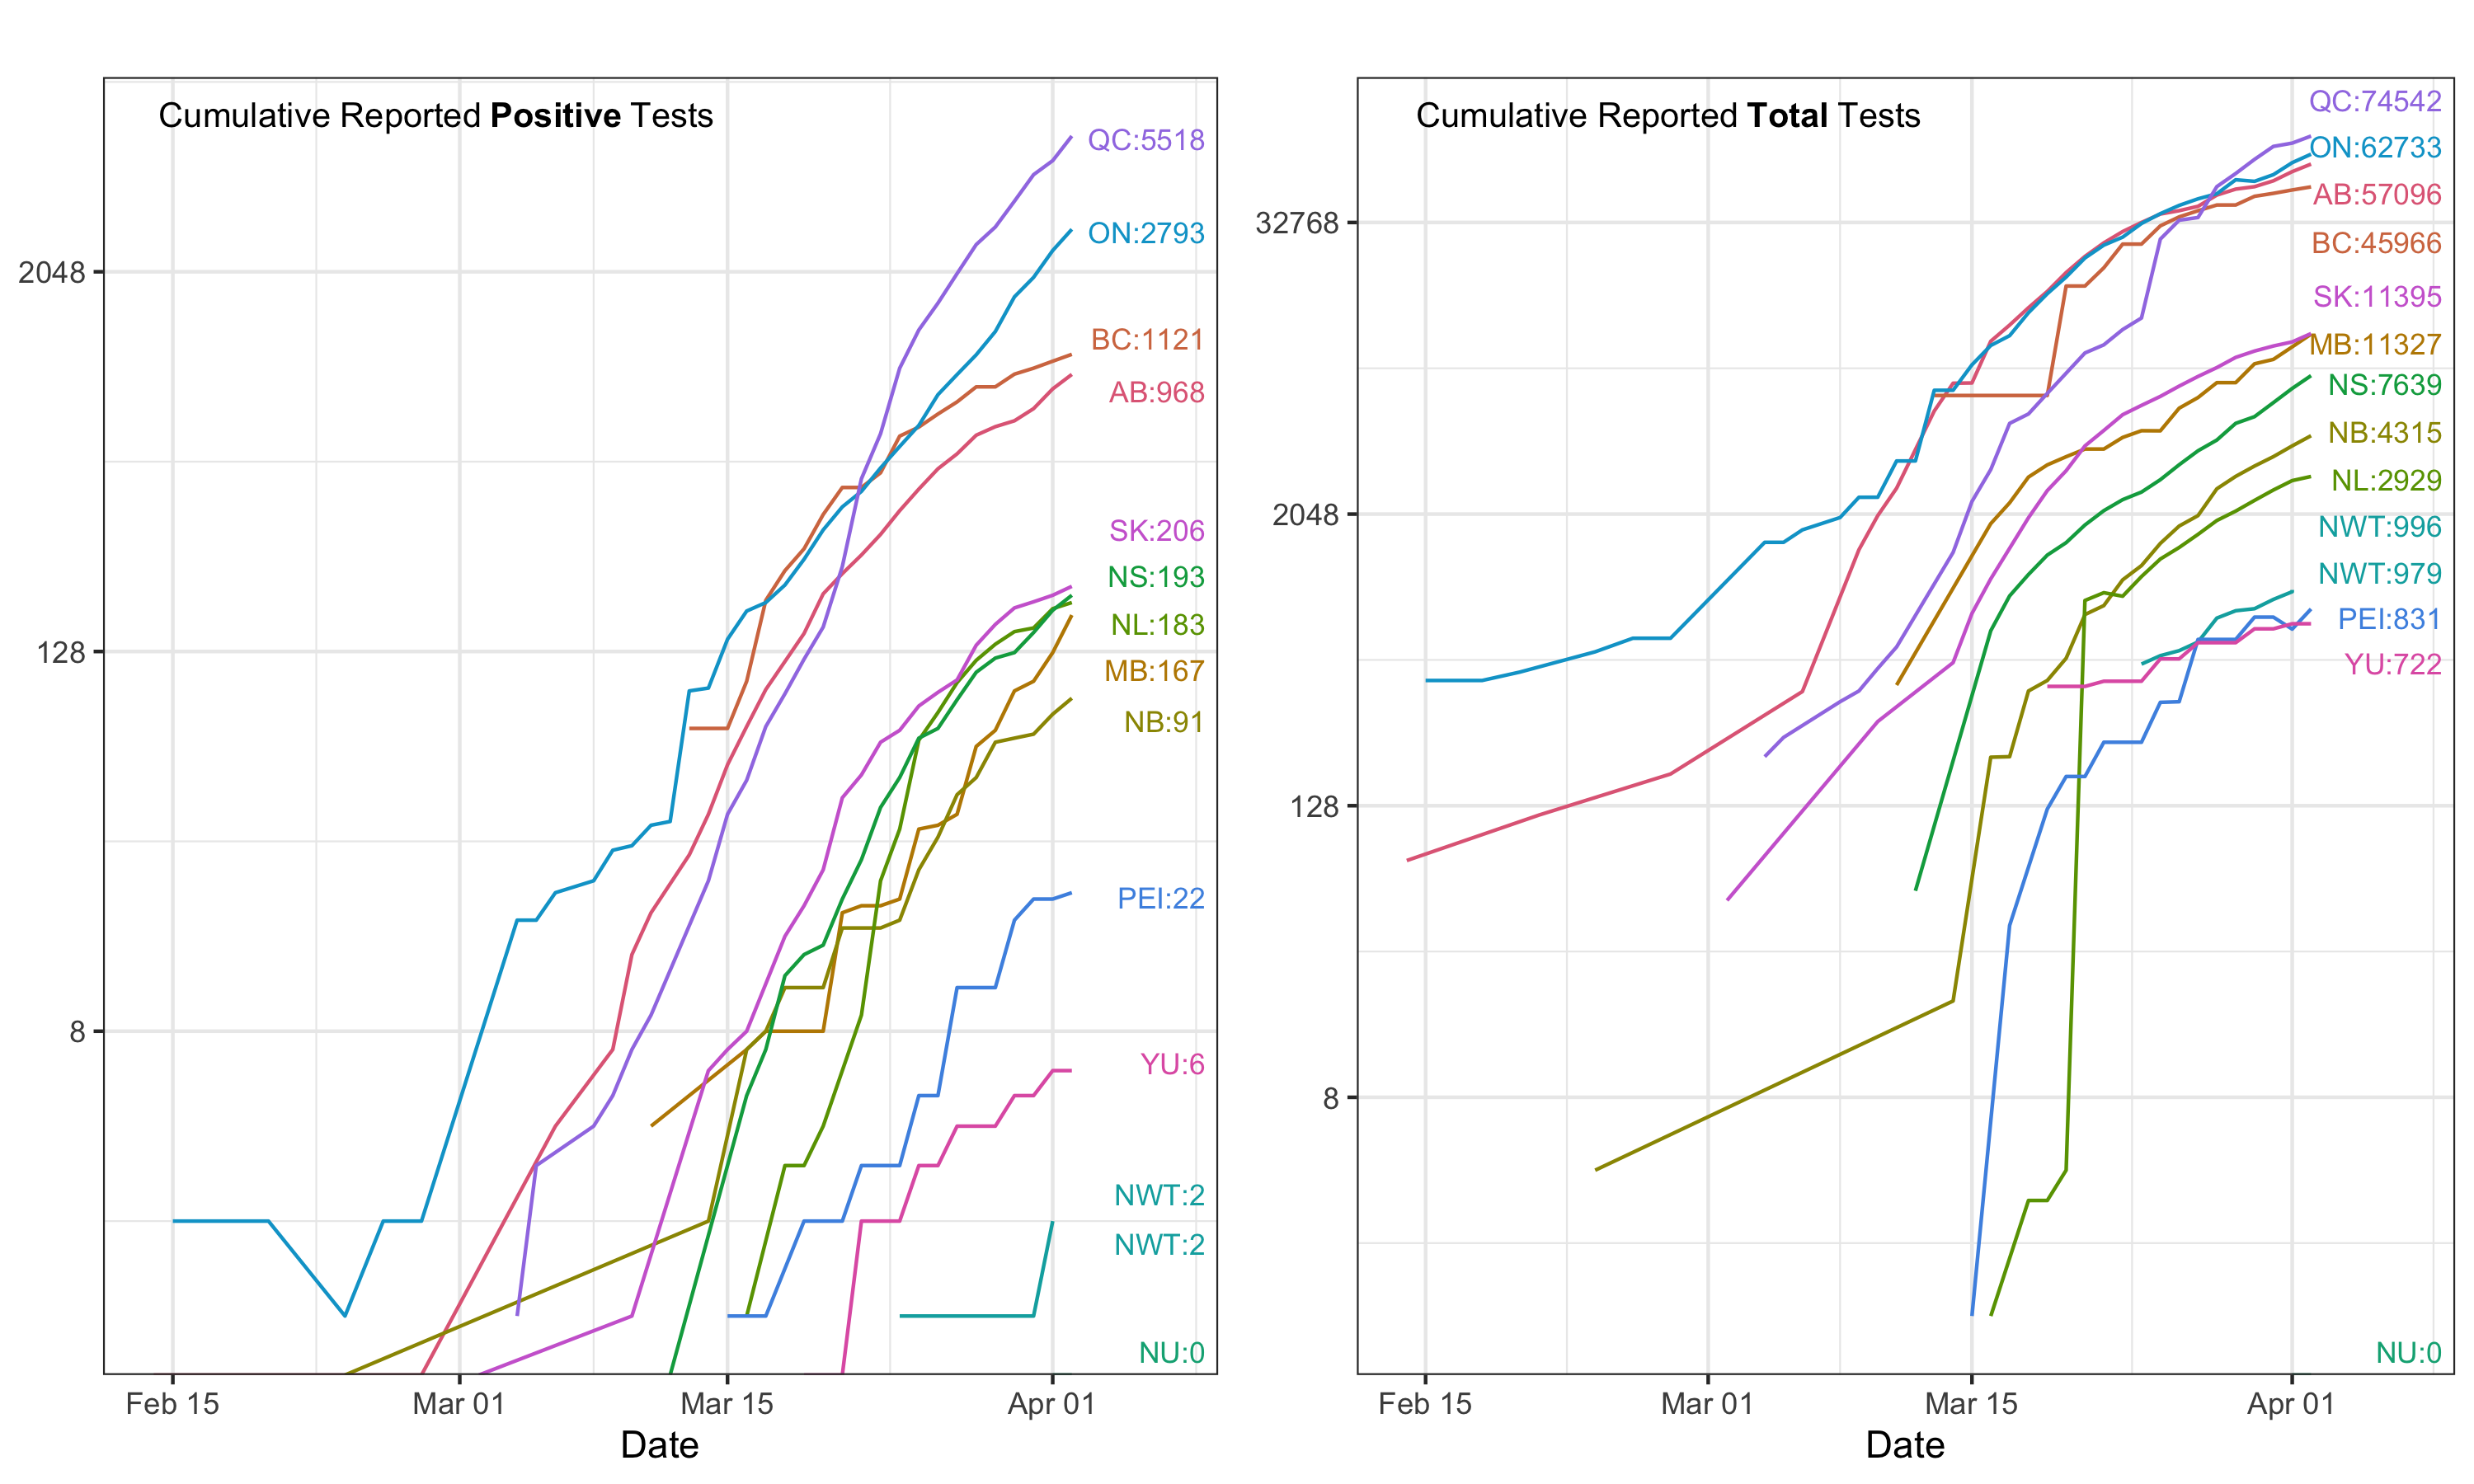 Cumulative Reported Positive Tests
QC:5518
ON:2793
2048
BC:1121
AB:968
SK:206
NS:193
NL:183
128
MB:167
NB:91
PEI:22
8
YU:6
NWT:2
NWT:2
NU:0
Feb 15
Mar 01
Mar 15
Apr 01
Date
Cumulative Reported Total Tests
QC:74542
ON:62733
AB:57096
32768
BC:45966
SK:11395
MB:11327
NS:7639
NB:4315
NL:2929
2048
NWT:996
NWT:979
PEI:831
YU:722
128
8
NU:0
Feb 15
Mar 01
Mar 15
Apr 01
Date